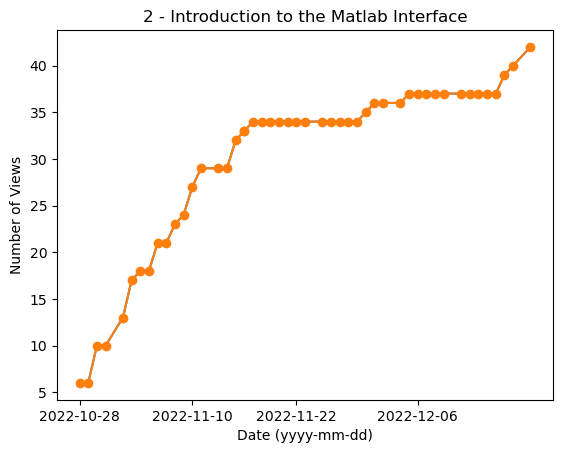 2 - Introduction to the Matlab Interface
Number of Views
40
35
30
25
20
15
10
5
2022-10-28 2022-11-10 2022-11-22 2022-12-06
Date (yyyy-mm-dd)